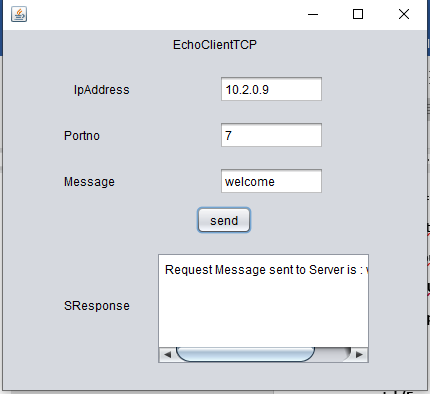 EchoClientTCP
IpAddress 10.2.0.9
Portno 7
Message welcome
send
Request Message sent to Server is :
SResponse